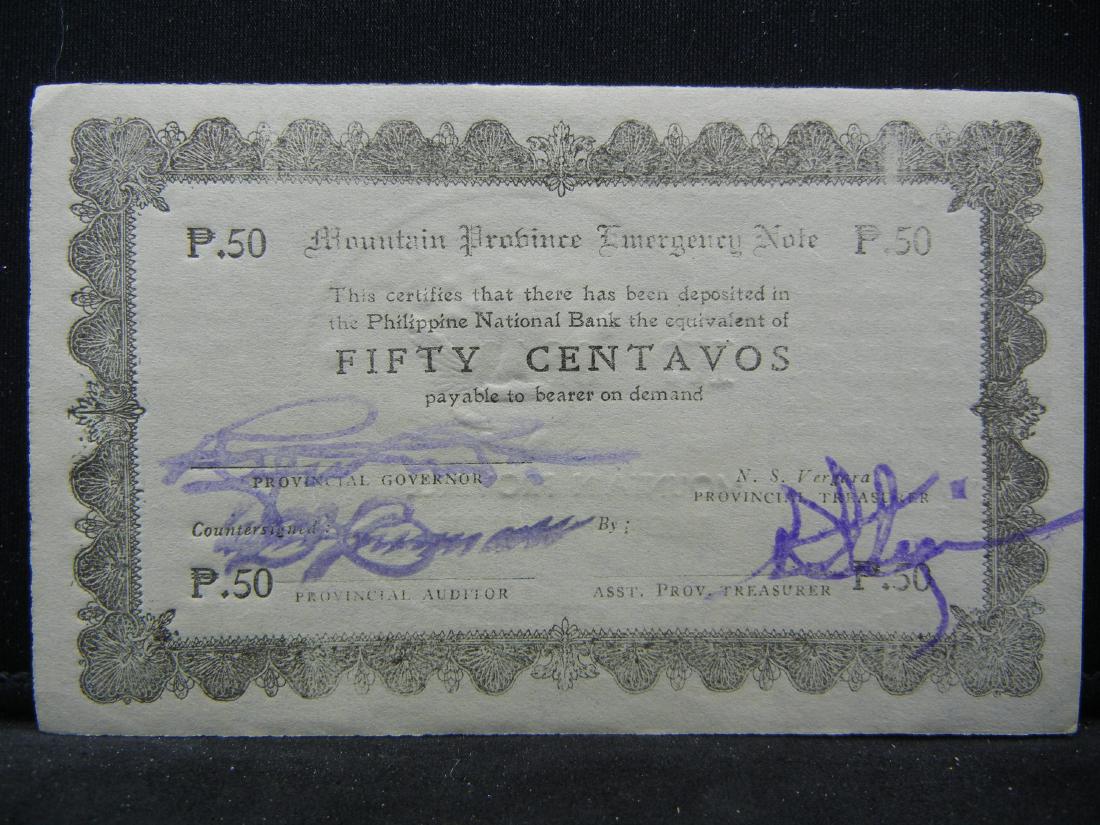 ₱.50 Mountain Province Emergency Note ₱.50
This certifies that there has been deposited in
the Philippine National Bank the equivalent of
FIFTY CENTAVOS
payable to bearer on demand
PROVINCIAL GOVERNOR
N. S. Vergara
PROVINCIAL TREASURER
Countersigned:
By;
₱.50
PROVINCIAL AUDITOR
ASST. PROV. TREASURER
₱.50